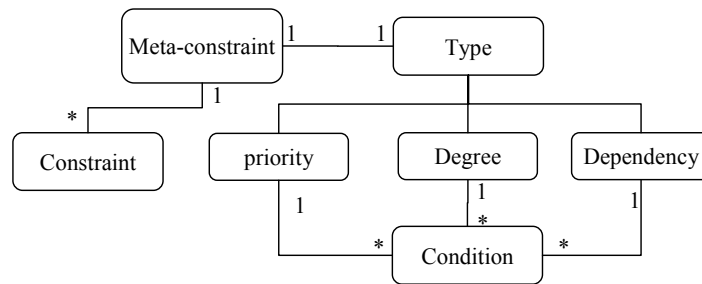 Meta-constraint 1 1 Type
1
*
Constraint priority Degree Dependency
1 1 1
*
* Condition *